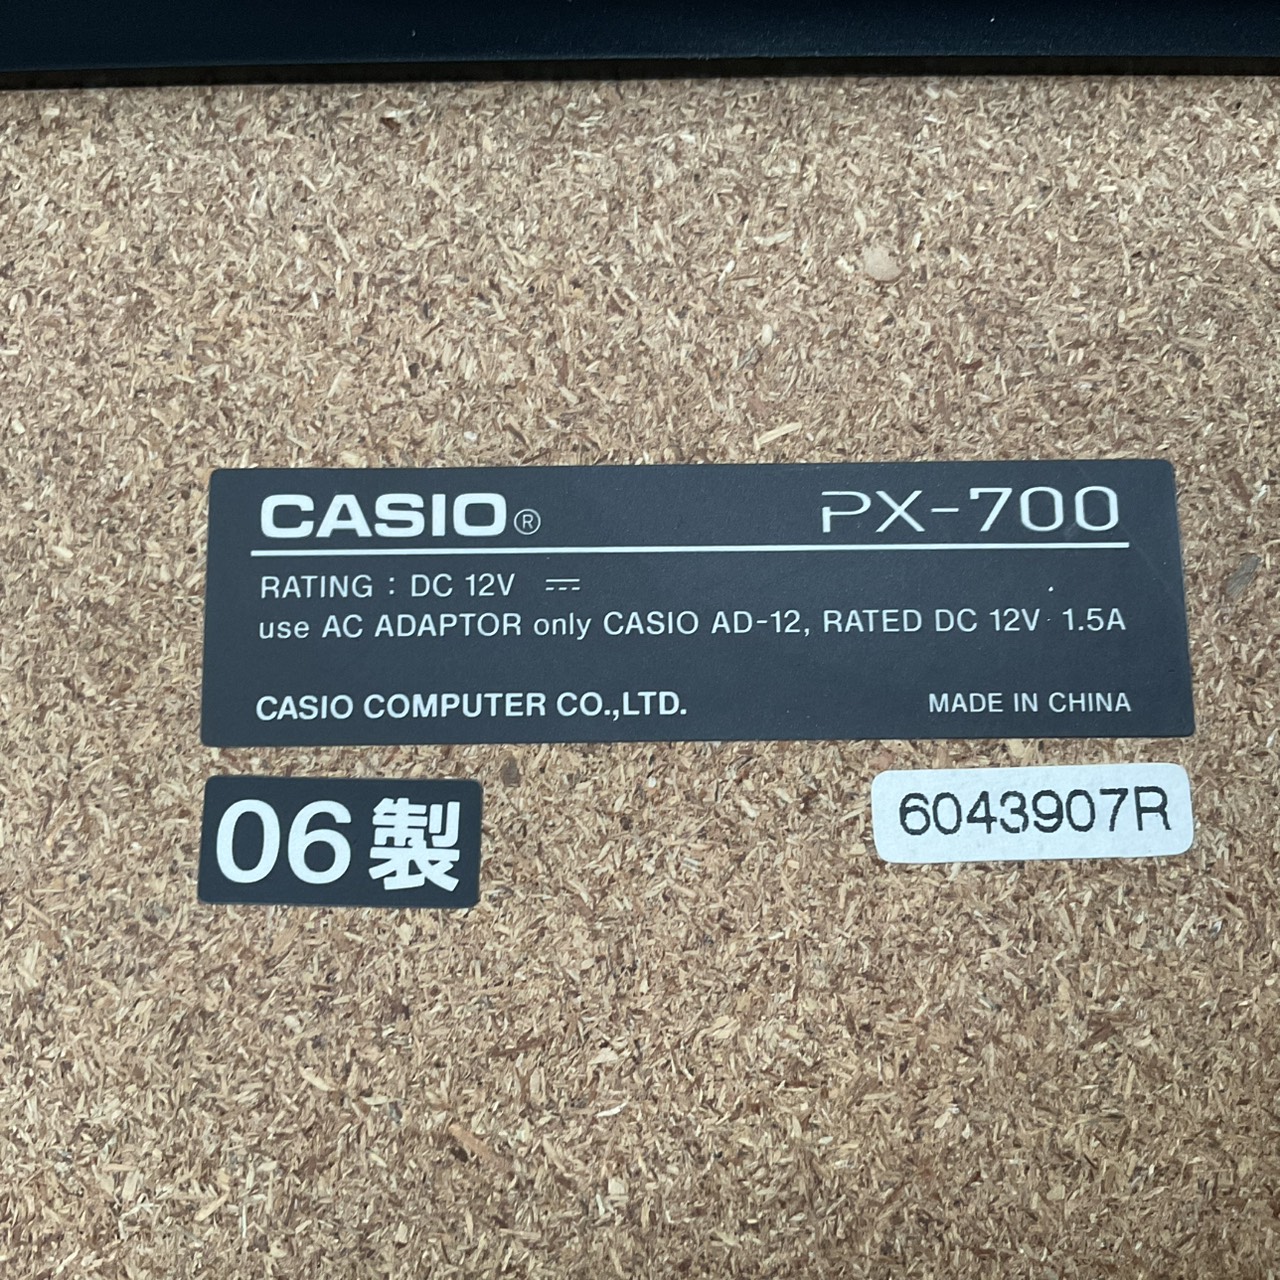 CASIO® PX-700
RATING : DC 12V ⎓
use AC ADAPTOR only CASIO AD-12, RATED DC 12V 1.5A
CASIO COMPUTER CO.,LTD. MADE IN CHINA
06製 6043907R